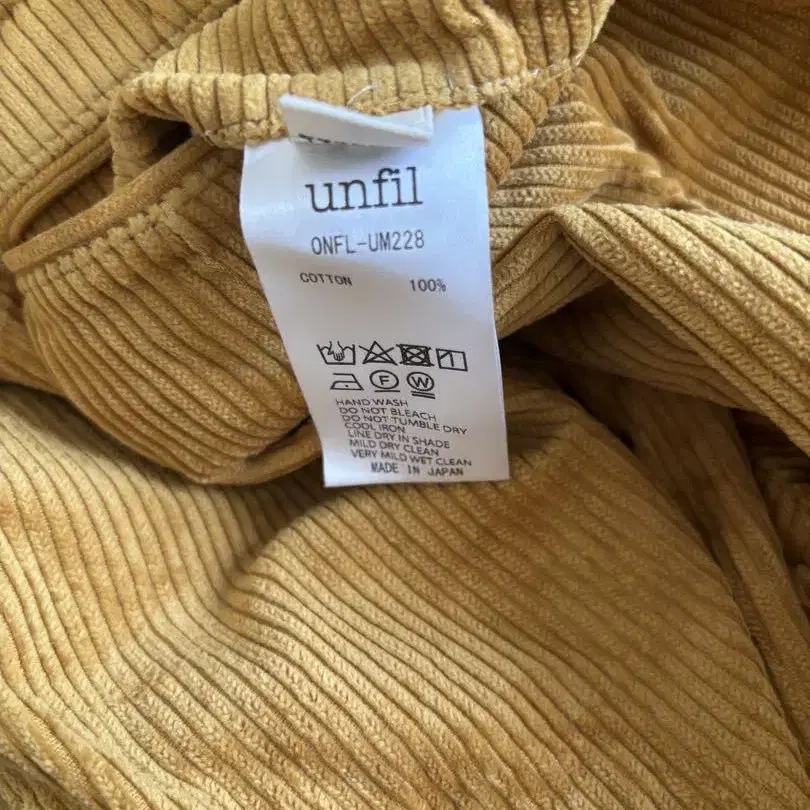 unfil
ONFL-UM228
COTTON 100%
F W
HAND WASH
DO NOT BLEACH
DO NOT TUMBLE DRY
COOL IRON
LINE DRY IN SHADE
MILD DRY CLEAN
VERY MILD WET CLEAN
MADE IN JAPAN